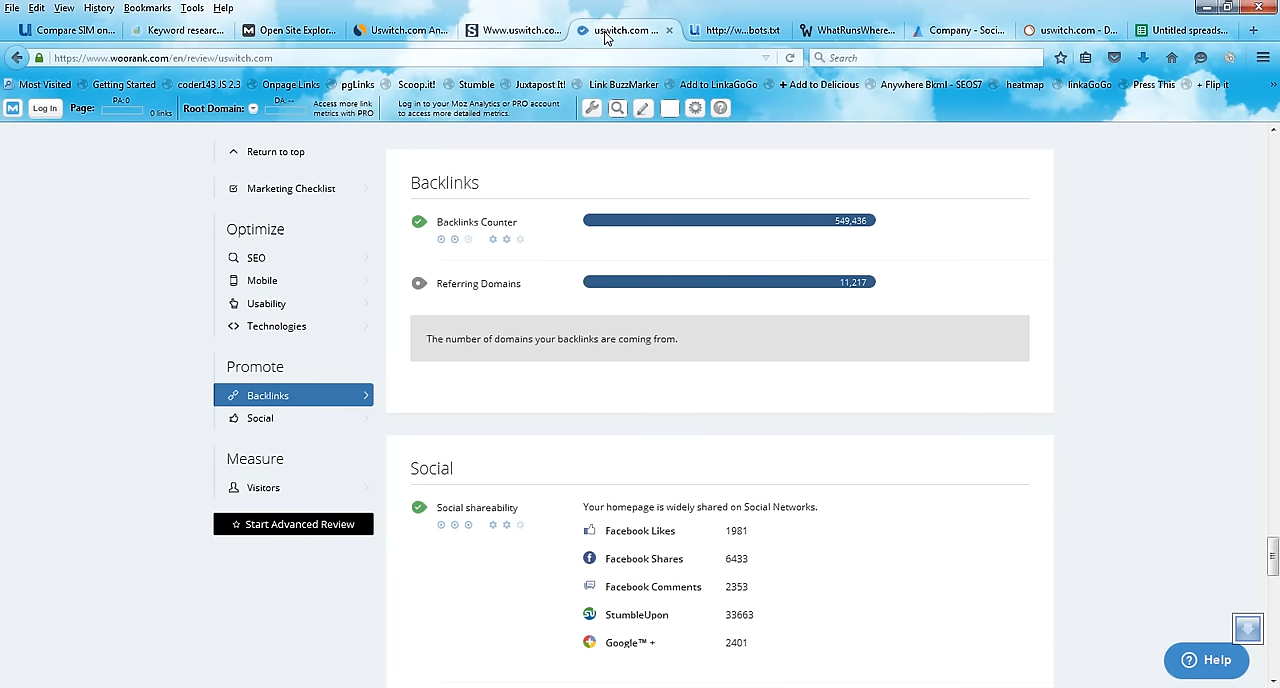 File Edit View History Bookmarks Tools Help
Compare SIM on... Keyword researc... Open Site Explor... Uswitch.com An... Www.uswitch.co... uswitch.com ... http://w...bots.txt WhatRunsWhere... Company - Soci... uswitch.com - D... Untitled spreads...
https://www.woorank.com/en/review/uswitch.com
Search
Most Visited Getting Started coder143 JS 2.3 Onpage Links pgLinks Scoop.it! Stumble Juxtapost It! Link BuzzMarker Add to LinkaGoGo + Add to Delicious Anywhere Bkml - SEOS7 heatmap linkaGoGo Press This + Flip it
Log In Page: DA: 0 0 links Root Domain: DA: -- Access more link metrics with PRO Log in to your Moz Analytics or PRO account to access more detailed metrics.
Return to top
Marketing Checklist
Optimize
SEO
Mobile
Usability
Technologies
Promote
Backlinks
Social
Measure
Visitors
Start Advanced Review
Backlinks
Backlinks Counter 549,436
Referring Domains 11,217
The number of domains your backlinks are coming from.
Social
Social shareability Your homepage is widely shared on Social Networks.
Facebook Likes 1981
Facebook Shares 6433
Facebook Comments 2353
StumbleUpon 33663
Google™ + 2401
Help